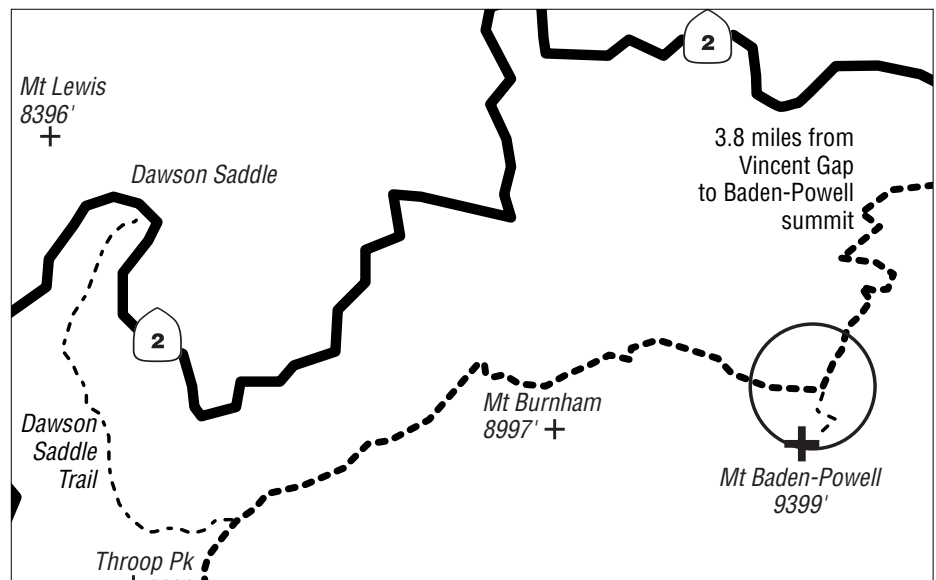 2
Mt Lewis
8396'
3.8 miles from
Vincent Gap
to Baden-Powell
summit
Dawson Saddle
2
Mt Burnham
8997'
Dawson
Saddle
Trail
Mt Baden-Powell
9399'
Throop Pk